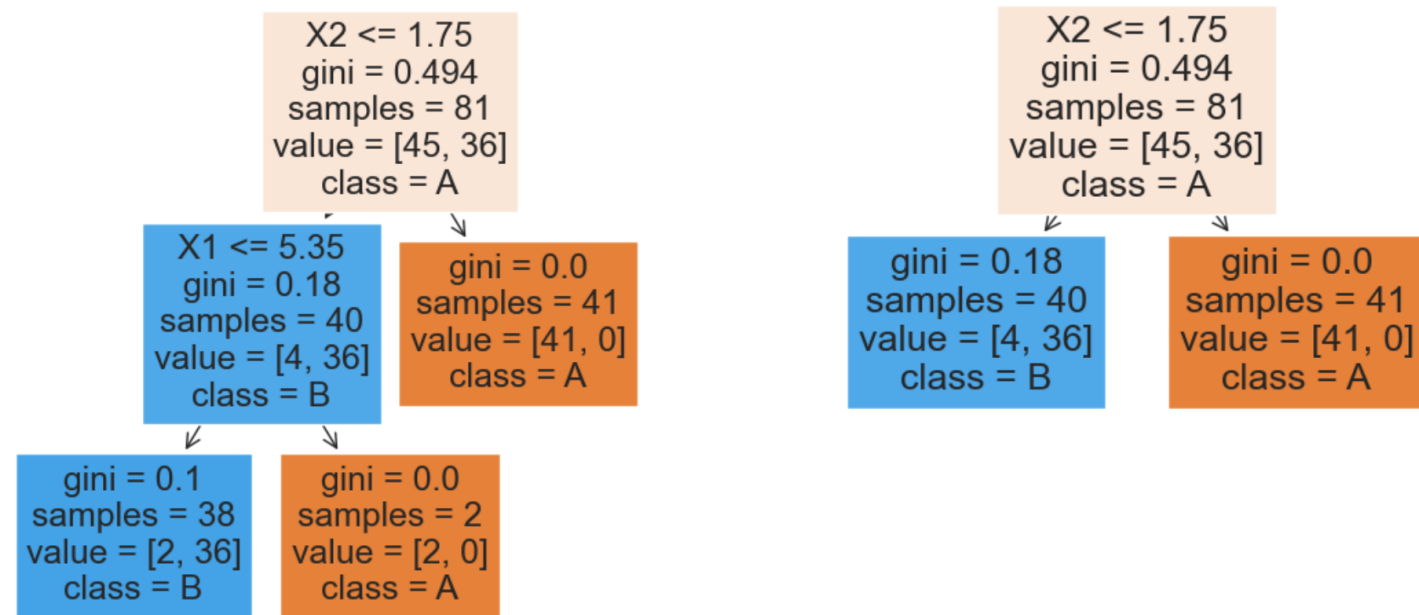 X2 <= 1.75
gini = 0.494
samples = 81
value = [45, 36]
class = A
X1 <= 5.35
gini = 0.18
samples = 40
value = [4, 36]
class = B
gini = 0.0
samples = 41
value = [41, 0]
class = A
gini = 0.1
samples = 38
value = [2, 36]
class = B
gini = 0.0
samples = 2
value = [2, 0]
class = A
X2 <= 1.75
gini = 0.494
samples = 81
value = [45, 36]
class = A
gini = 0.18
samples = 40
value = [4, 36]
class = B
gini = 0.0
samples = 41
value = [41, 0]
class = A